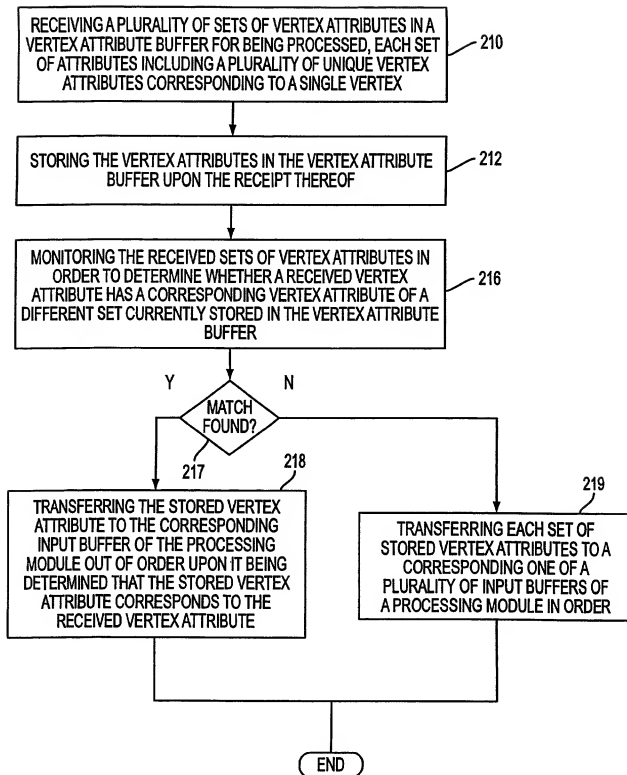 RECEIVING A PLURALITY OF SETS OF VERTEX ATTRIBUTES IN A
VERTEX ATTRIBUTE BUFFER FOR BEING PROCESSED, EACH SET
OF ATTRIBUTES INCLUDING A PLURALITY OF UNIQUE VERTEX
ATTRIBUTES CORRESPONDING TO A SINGLE VERTEX
210
STORING THE VERTEX ATTRIBUTES IN THE VERTEX ATTRIBUTE
BUFFER UPON THE RECEIPT THEREOF
212
MONITORING THE RECEIVED SETS OF VERTEX ATTRIBUTES IN
ORDER TO DETERMINE WHETHER A RECEIVED VERTEX
ATTRIBUTE HAS A CORRESPONDING VERTEX ATTRIBUTE OF A
DIFFERENT SET CURRENTLY STORED IN THE VERTEX ATTRIBUTE
BUFFER
216
Y
N
MATCH
FOUND?
217
218
TRANSFERRING THE STORED VERTEX
ATTRIBUTE TO THE CORRESPONDING
INPUT BUFFER OF THE PROCESSING
MODULE OUT OF ORDER UPON IT BEING
DETERMINED THAT THE STORED VERTEX
ATTRIBUTE CORRESPONDS TO THE
RECEIVED VERTEX ATTRIBUTE
219
TRANSFERRING EACH SET OF
STORED VERTEX ATTRIBUTES TO A
CORRESPONDING ONE OF A
PLURALITY OF INPUT BUFFERS OF
A PROCESSING MODULE IN ORDER
END